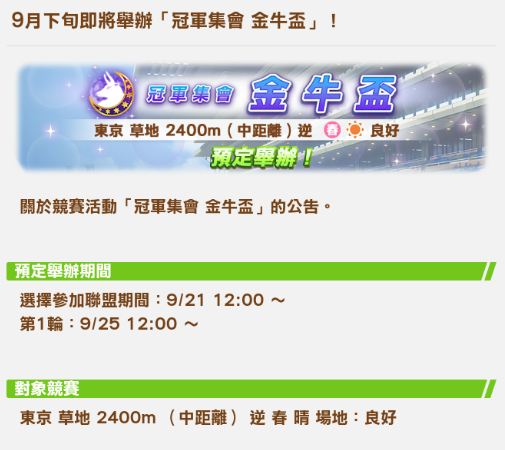 9月下旬即將舉辦「冠軍集會 金牛盃」！
冠軍集會 金牛盃
東京 草地 2400m（中距離）逆 春 良好
預定舉辦！
關於競賽活動「冠軍集會 金牛盃」的公告。
預定舉辦期間
選擇參加聯盟期間：9/21 12:00 ～
第1輪：9/25 12:00 ～
對象競賽
東京 草地 2400m （中距離） 逆 春 晴 場地：良好